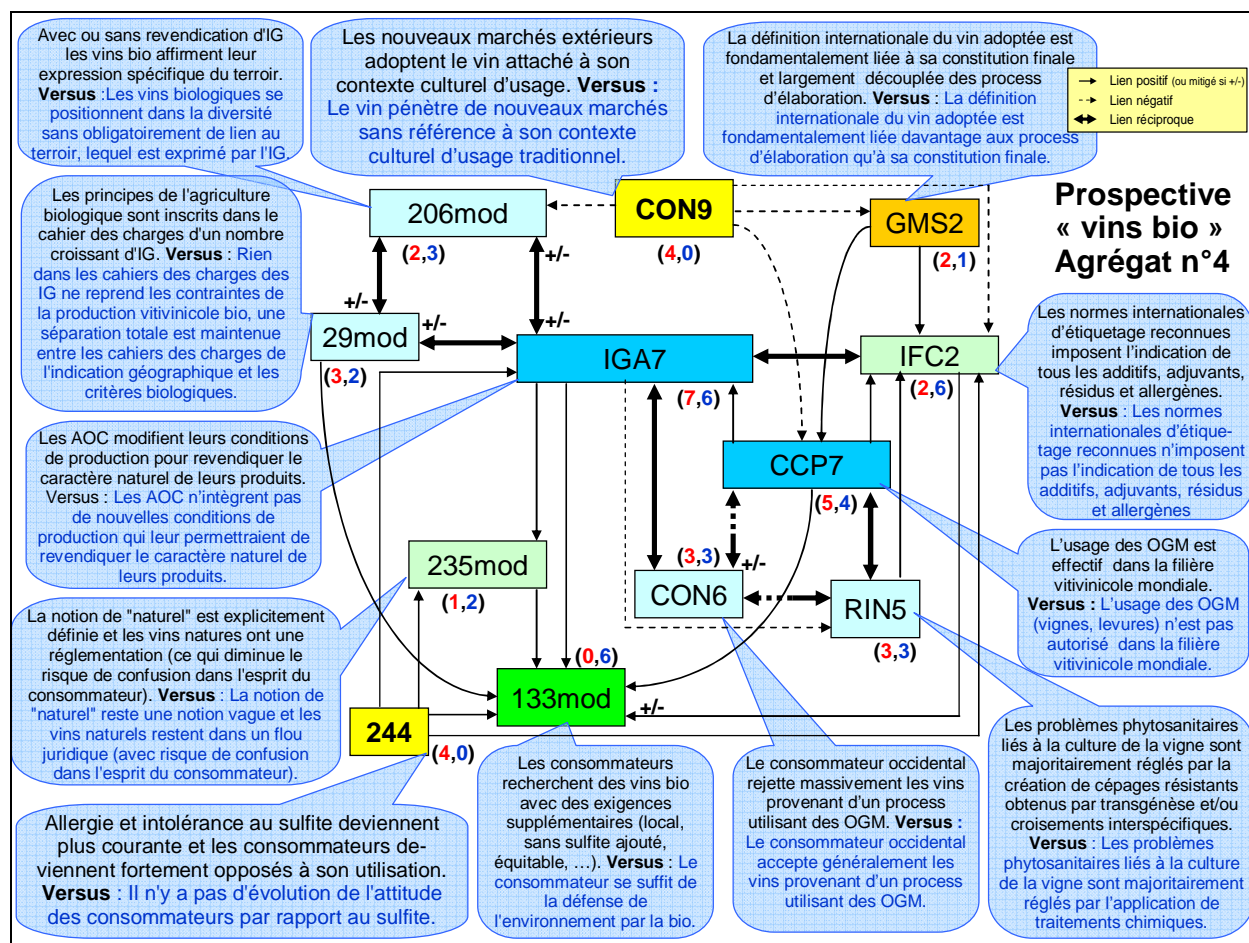 Avec ou sans revendication d'IG
les vins bio affirment leur
expression spécifique du terroir.
Versus :Les vins biologiques se
positionnent dans la diversité
sans obligatoirement de lien au
terroir, lequel est exprimé par l'IG.
Les nouveaux marchés extérieurs
adoptent le vin attaché à son
contexte culturel d'usage. Versus :
Le vin pénètre de nouveaux marchés
sans référence à son contexte
culturel d'usage traditionnel.
La définition internationale du vin adoptée est
fondamentalement liée à sa constitution finale
et largement découplée des process
d'élaboration. Versus : La définition
internationale du vin adoptée est
fondamentalement liée davantage aux process
d'élaboration qu'à sa constitution finale.
Lien positif (ou mitigé si +/-)
Lien négatif
Lien réciproque
Prospective
« vins bio »
Agrégat n°4
Les principes de l'agriculture
biologique sont inscrits dans le
cahier des charges d'un nombre
croissant d'IG. Versus : Rien
dans les cahiers des charges des
IG ne reprend les contraintes de
la production vitivinicole bio, une
séparation totale est maintenue
entre les cahiers des charges de
l'indication géographique et les
critères biologiques.
206mod
(2,3)
+/-
CON9
(4,0)
GMS2
(2,1)
+/-
29mod
(3,2)
+/-
+/-
IGA7
(7,6)
IFC2
(2,6)
Les normes internationales
d'étiquetage reconnues
imposent l'indication de
tous les additifs, adjuvants,
résidus et allergènes.
Versus : Les normes
internationales d'étique-
tage reconnues n'imposent
pas l'indication de tous les
additifs, adjuvants, résidus
et allergènes
Les AOC modifient leurs conditions
de production pour revendiquer le
caractère naturel de leurs produits.
Versus : Les AOC n'intègrent pas
de nouvelles conditions de
production qui leur permettraient de
revendiquer le caractère naturel de
leurs produits.
CCP7
(5,4)
(3,3)
+/-
CON6
RIN5
(3,3)
L'usage des OGM est
effectif dans la filière
vitivinicole mondiale.
Versus : L'usage des OGM
(vignes, levures) n'est pas
autorisé dans la filière
vitivinicole mondiale.
235mod
(1,2)
La notion de "naturel" est explicitement
définie et les vins natures ont une
réglementation (ce qui diminue le
risque de confusion dans l'esprit du
consommateur). Versus : La notion de
"naturel" reste une notion vague et les
vins naturels restent dans un flou
juridique (avec risque de confusion
dans l'esprit du consommateur).
(0,6)
133mod
+/-
244
(4,0)
Allergie et intolérance au sulfite deviennent
plus courante et les consommateurs de-
viennent fortement opposés à son utilisation.
Versus : Il n'y a pas d'évolution de l'attitude
des consommateurs par rapport au sulfite.
Les consommateurs
recherchent des vins bio
avec des exigences
supplémentaires (local,
sans sulfite ajouté,
équitable, …). Versus : Le
consommateur se suffit de
la défense de
l'environnement par la bio.
Le consommateur occidental
rejette massivement les vins
provenant d'un process
utilisant des OGM. Versus :
Le consommateur occidental
accepte généralement les
vins provenant d'un process
utilisant des OGM.
Les problèmes phytosanitaires
liés à la culture de la vigne sont
majoritairement réglés par la
création de cépages résistants
obtenus par transgénèse et/ou
croisements interspécifiques.
Versus : Les problèmes
phytosanitaires liés à la culture
de la vigne sont majoritairement
réglés par l'application de
traitements chimiques.